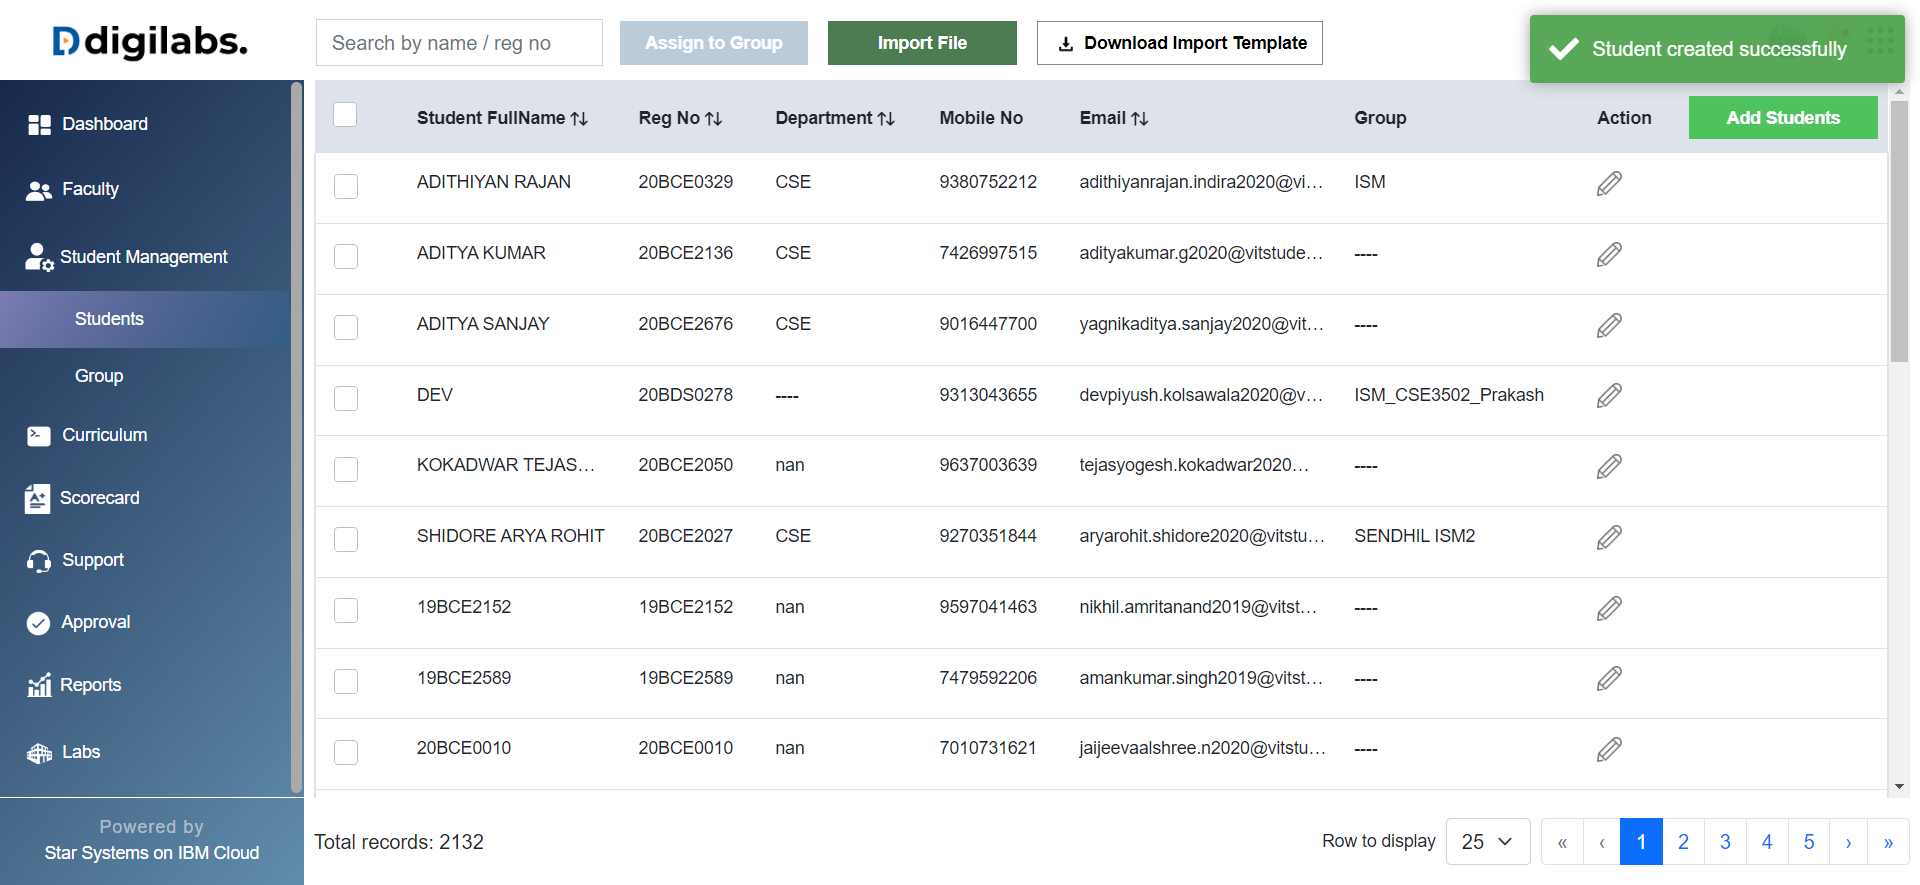 digilabs.
Search by name / reg no
Assign to Group
Import File
Download Import Template
Student created successfully
Dashboard
Faculty
Student Management
Students
Group
Curriculum
Scorecard
Support
Approval
Reports
Labs
Powered by
Star Systems on IBM Cloud
Student FullName Reg No Department Mobile No Email Group Action Add Students
ADITHIYAN RAJAN 20BCE0329 CSE 9380752212 adithiyanrajan.indira2020@vi... ISM
ADITYA KUMAR 20BCE2136 CSE 7426997515 adityakumar.g2020@vitstude... ----
ADITYA SANJAY 20BCE2676 CSE 9016447700 yagnikaditya.sanjay2020@vit... ----
DEV 20BDS0278 ---- 9313043655 devpiyush.kolsawala2020@v... ISM_CSE3502_Prakash
KOKADWAR TEJAS... 20BCE2050 nan 9637003639 tejasyogesh.kokadwar2020... ----
SHIDORE ARYA ROHIT 20BCE2027 CSE 9270351844 aryarohit.shidore2020@vitstu... SENDHIL ISM2
19BCE2152 19BCE2152 nan 9597041463 nikhil.amritanand2019@vitst... ----
19BCE2589 19BCE2589 nan 7479592206 amankumar.singh2019@vitst... ----
20BCE0010 20BCE0010 nan 7010731621 jaijeevaalshree.n2020@vitstu... ----
Total records: 2132
Row to display 25 « ‹ 1 2 3 4 5 › »